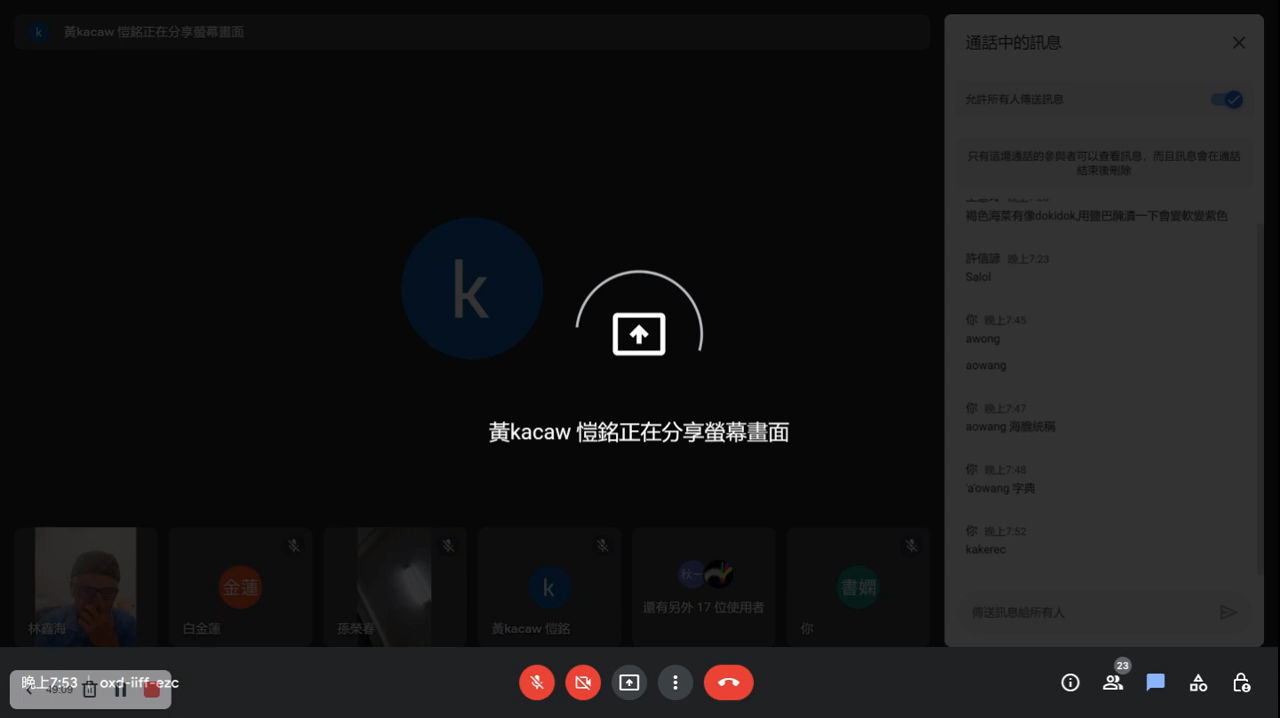 k 黃kacaw 愷銘正在分享螢幕畫面
通話中的訊息
允許所有人傳送訊息
只有這場通話的參與者可以查看訊息，而且訊息會在通話
結束後刪除
褐色海菜有像dokidok,用鹽巴醃漬一下會變軟變紫色
許信諺 晚上7:23
Saloi
你 晚上7:45
awong
aowang
你 晚上7:47
aowang 海膽統稱
你 晚上7:48
'a'owang 字典
你 晚上7:52
kakerec
傳送訊息給所有人
k
黃kacaw 愷銘正在分享螢幕畫面
林鑫海
金蓮
白金蓮
孫榮春
k
黃kacaw 愷銘
秋一
還有另外 17 位使用者
書嫻
你
晚上7:53 | oxd-iiff-ezc
49:09
23